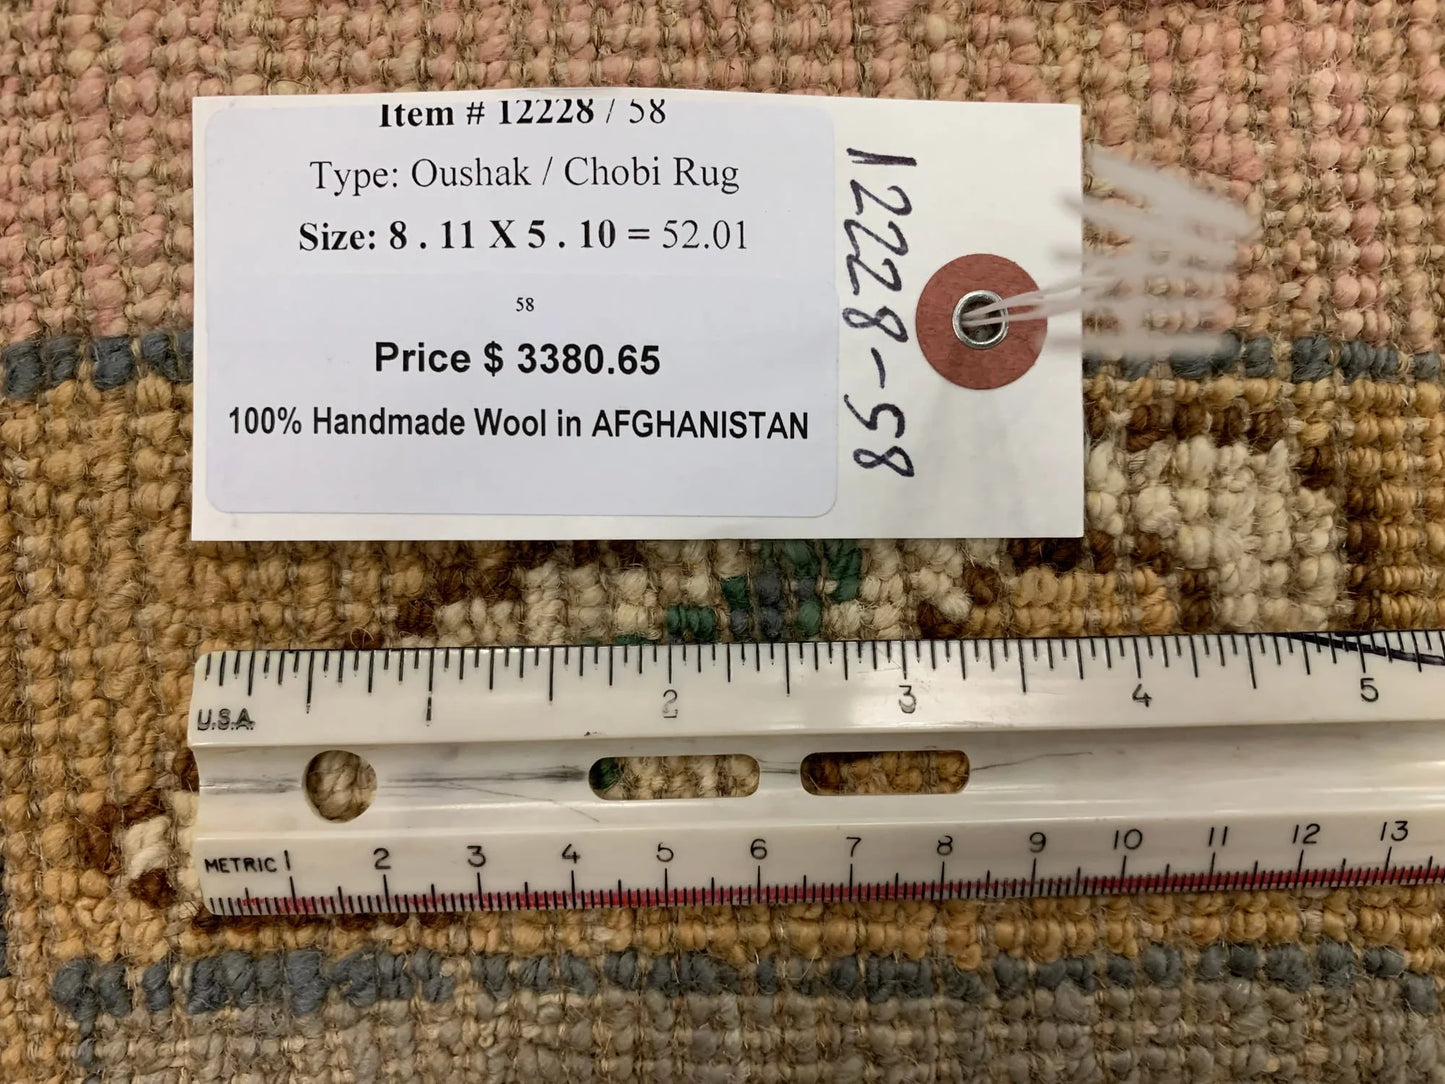 Item # 12228 / 58
Type: Oushak / Chobi Rug
Size: 8 . 11 X 5 . 10 = 52.01
58
Price $ 3380.65
100% Handmade Wool in AFGHANISTAN
12228-58
2 3 4 5
U.S.A.
METRIC 1 2 3 4 5 6 7 8 9 10 11 12 13